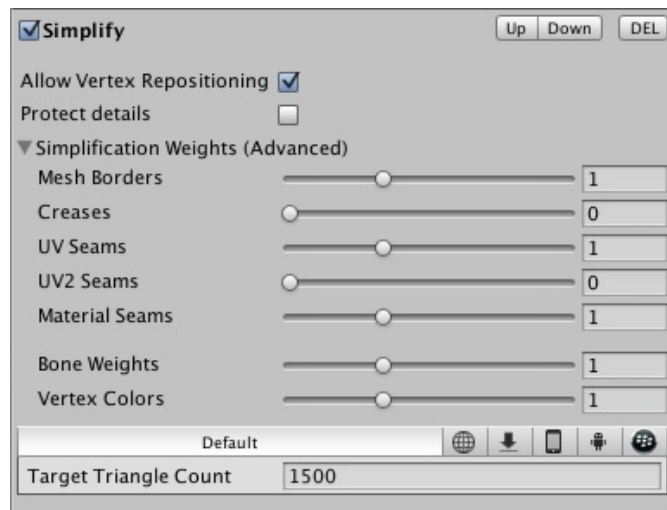 Simplify Up Down DEL
Allow Vertex Repositioning
Protect details
Simplification Weights (Advanced)
Mesh Borders 1
Creases 0
UV Seams 1
UV2 Seams 0
Material Seams 1
Bone Weights 1
Vertex Colors 1
Default
Target Triangle Count 1500